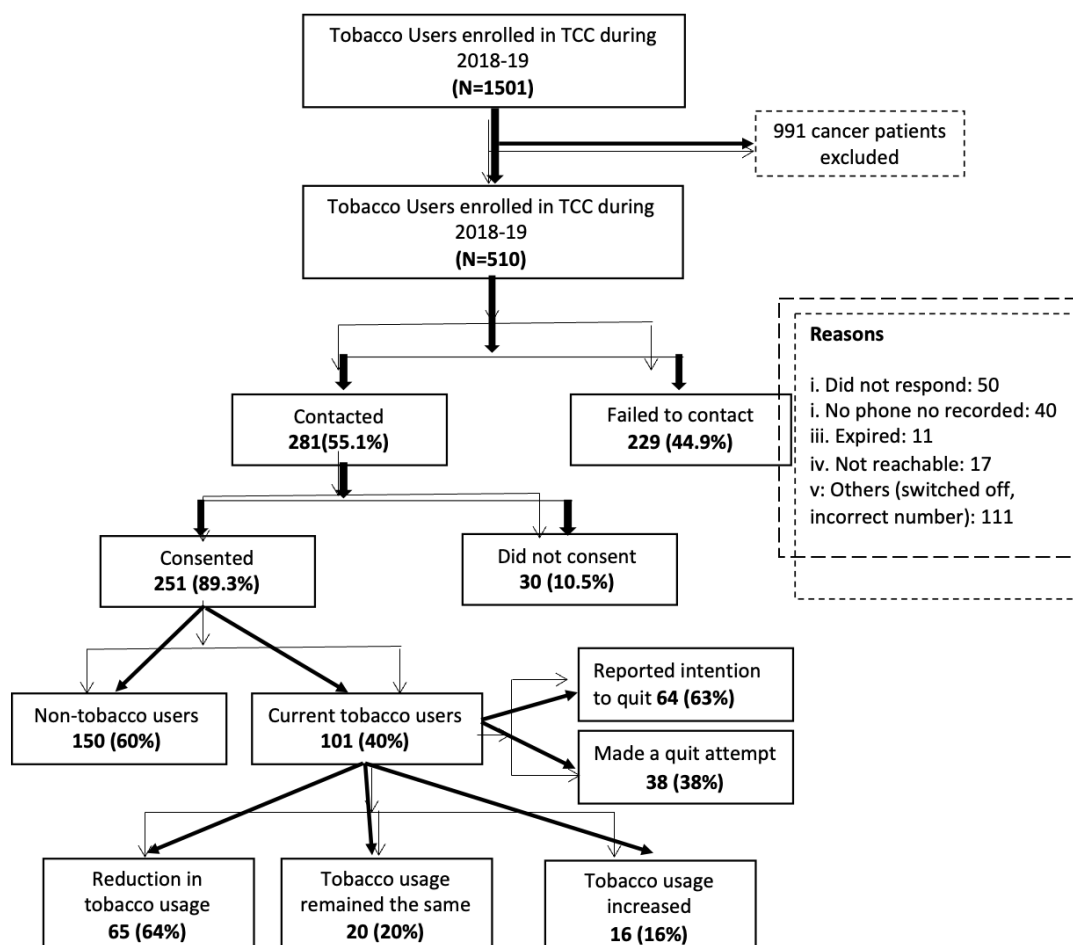 Tobacco Users enrolled in TCC during
2018-19
(N=1501)
991 cancer patients
excluded
Tobacco Users enrolled in TCC during
2018-19
(N=510)
Reasons
i. Did not respond: 50
i. No phone no recorded: 40
iii. Expired: 11
iv. Not reachable: 17
v: Others (switched off,
incorrect number): 111
Contacted
281(55.1%)
Failed to contact
229 (44.9%)
Consented
251 (89.3%)
Did not consent
30 (10.5%)
Non-tobacco users
150 (60%)
Current tobacco users
101 (40%)
Reported intention
to quit 64 (63%)
Made a quit attempt
38 (38%)
Reduction in
tobacco usage
65 (64%)
Tobacco usage
remained the same
20 (20%)
Tobacco usage
increased
16 (16%)